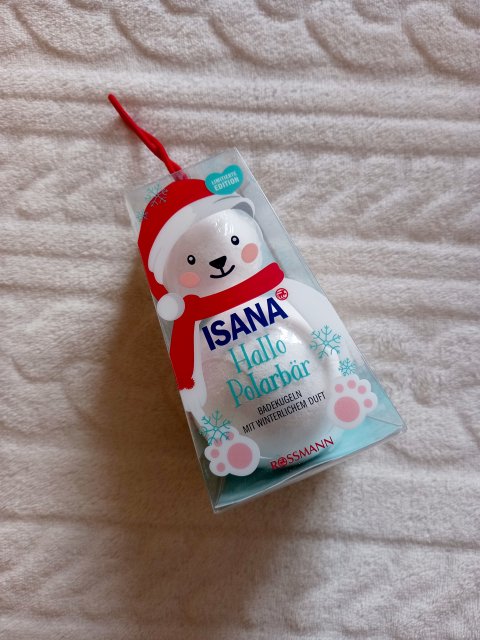 LIMITIERTE
EDITION
ISANA
Hallo
Polarbär
BADEKUGELN
MIT WINTERLICHEM DUFT
ROSSMANN